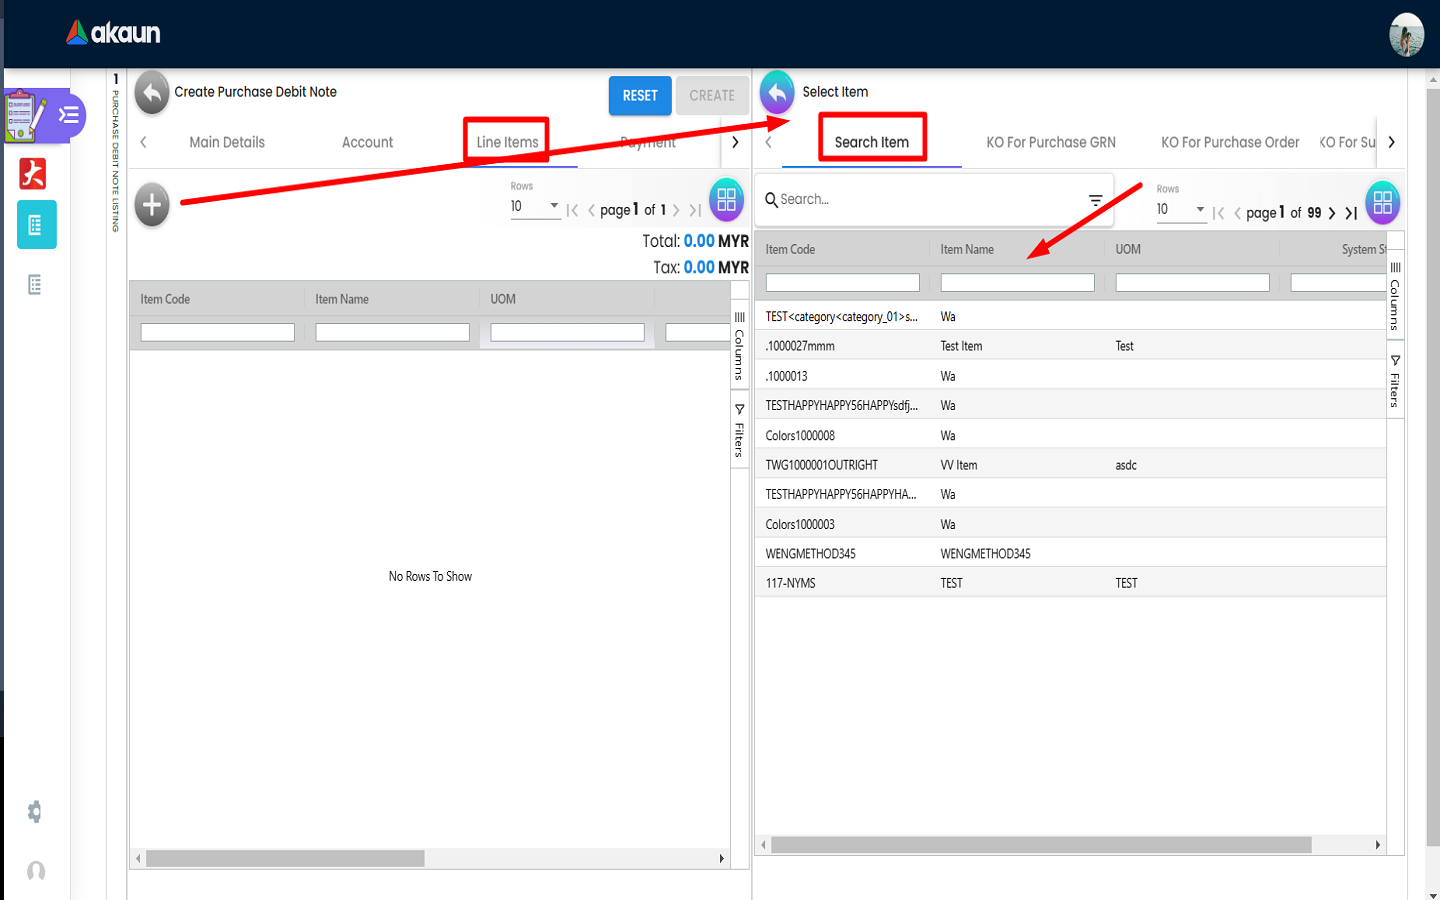 akaun
1 PURCHASE DEBIT NOTE LISTING
Create Purchase Debit Note
RESET
CREATE
Main Details
Account
Line Items
Payment
Rows
10
page 1 of 1
Total: 0.00 MYR
Tax: 0.00 MYR
Item Code
Item Name
UOM
Columns
Filters
No Rows To Show
Select Item
Search Item
KO For Purchase GRN
KO For Purchase Order
KO For Su
Search...
Rows
10
page 1 of 99
Item Code
Item Name
UOM
System St
Columns
Filters
TEST<category<category_01>s... Wa
.1000027mmm Test Item Test
.1000013 Wa
TESTHAPPYHAPPY56HAPPYsdfj... Wa
Colors1000008 Wa
TWG1000001OUTRIGHT VV Item asdc
TESTHAPPYHAPPY56HAPPYHA... Wa
Colors1000003 Wa
WENGMETHOD345 WENGMETHOD345
117-NYMS TEST TEST